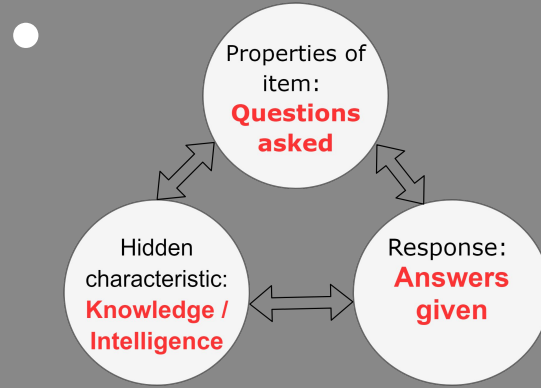 Properties of
item:
Questions
asked
Hidden
characteristic:
Knowledge /
Intelligence
Response:
Answers
given